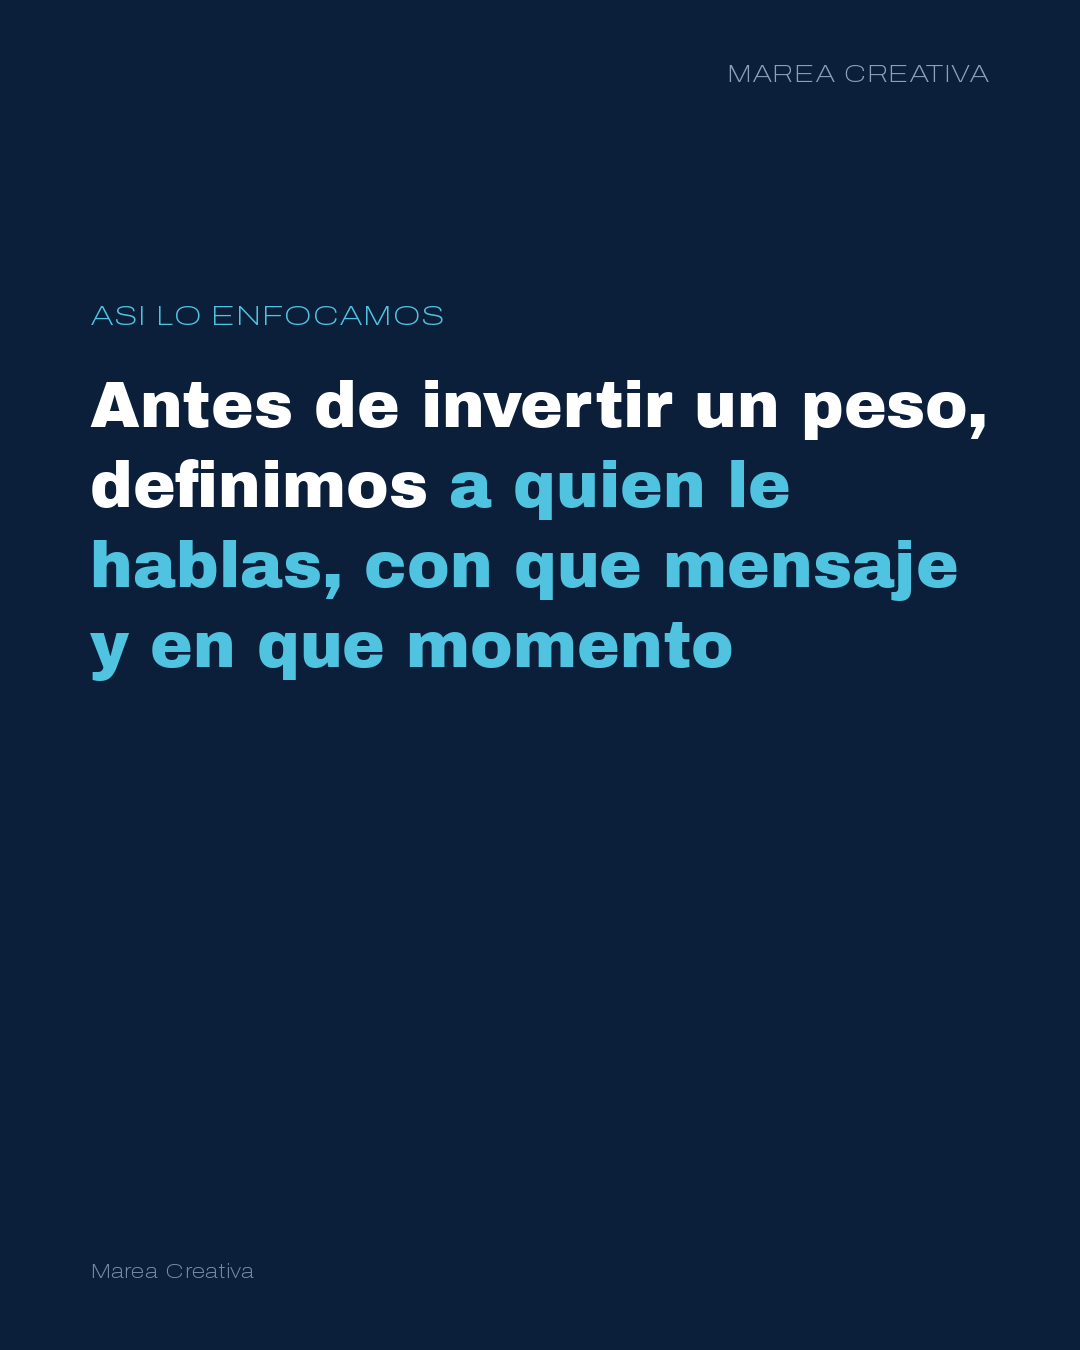 MAREA CREATIVA
ASI LO ENFOCAMOS
Antes de invertir un peso,
definimos a quien le
hablas, con que mensaje
y en que momento
Marea Creativa